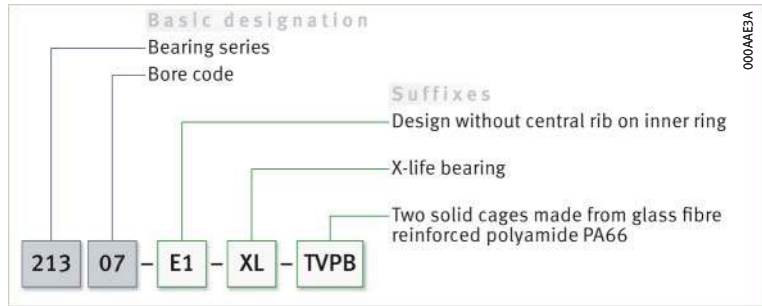 Basic designation
Bearing series
Bore code
Suffixes
Design without central rib on inner ring
X-life bearing
Two solid cages made from glass fibre
reinforced polyamide PA66
213 07 – E1 – XL – TVPB
000AAE3A